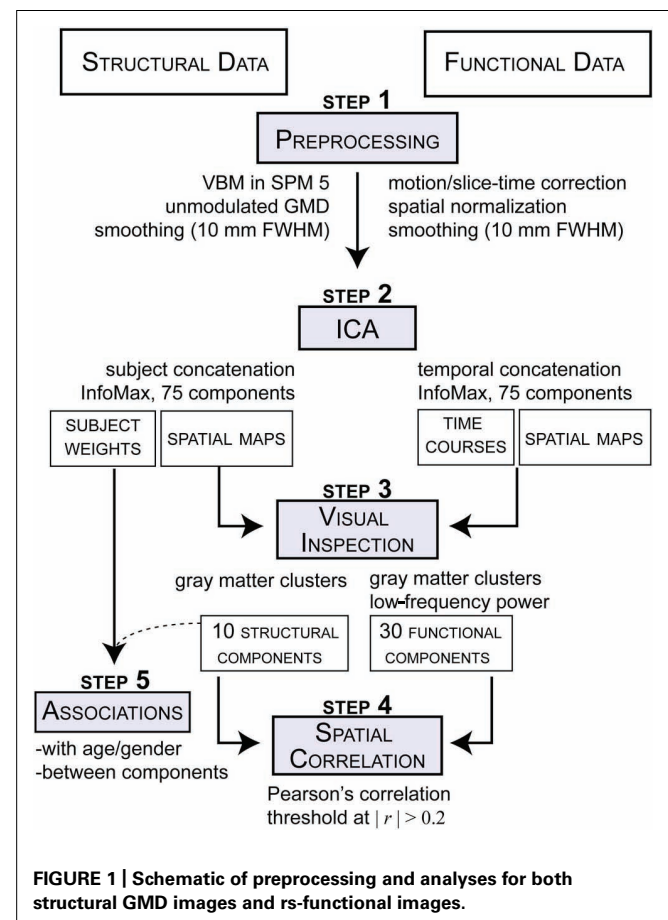 STRUCTURAL DATA
FUNCTIONAL DATA
STEP 1
PREPROCESSING
VBM in SPM 5
unmodulated GMD
smoothing (10 mm FWHM)
motion/slice-time correction
spatial normalization
smoothing (10 mm FWHM)
STEP 2
ICA
subject concatenation
InfoMax, 75 components
temporal concatenation
InfoMax, 75 components
SUBJECT
WEIGHTS
SPATIAL MAPS
TIME
COURSES
SPATIAL MAPS
STEP 3
VISUAL
INSPECTION
gray matter clusters
gray matter clusters
low-frequency power
10 STRUCTURAL
COMPONENTS
30 FUNCTIONAL
COMPONENTS
STEP 5
ASSOCIATIONS
-with age/gender
-between components
STEP 4
SPATIAL
CORRELATION
Pearson's correlation
threshold at | r | > 0.2
FIGURE 1 | Schematic of preprocessing and analyses for both
structural GMD images and rs-functional images.